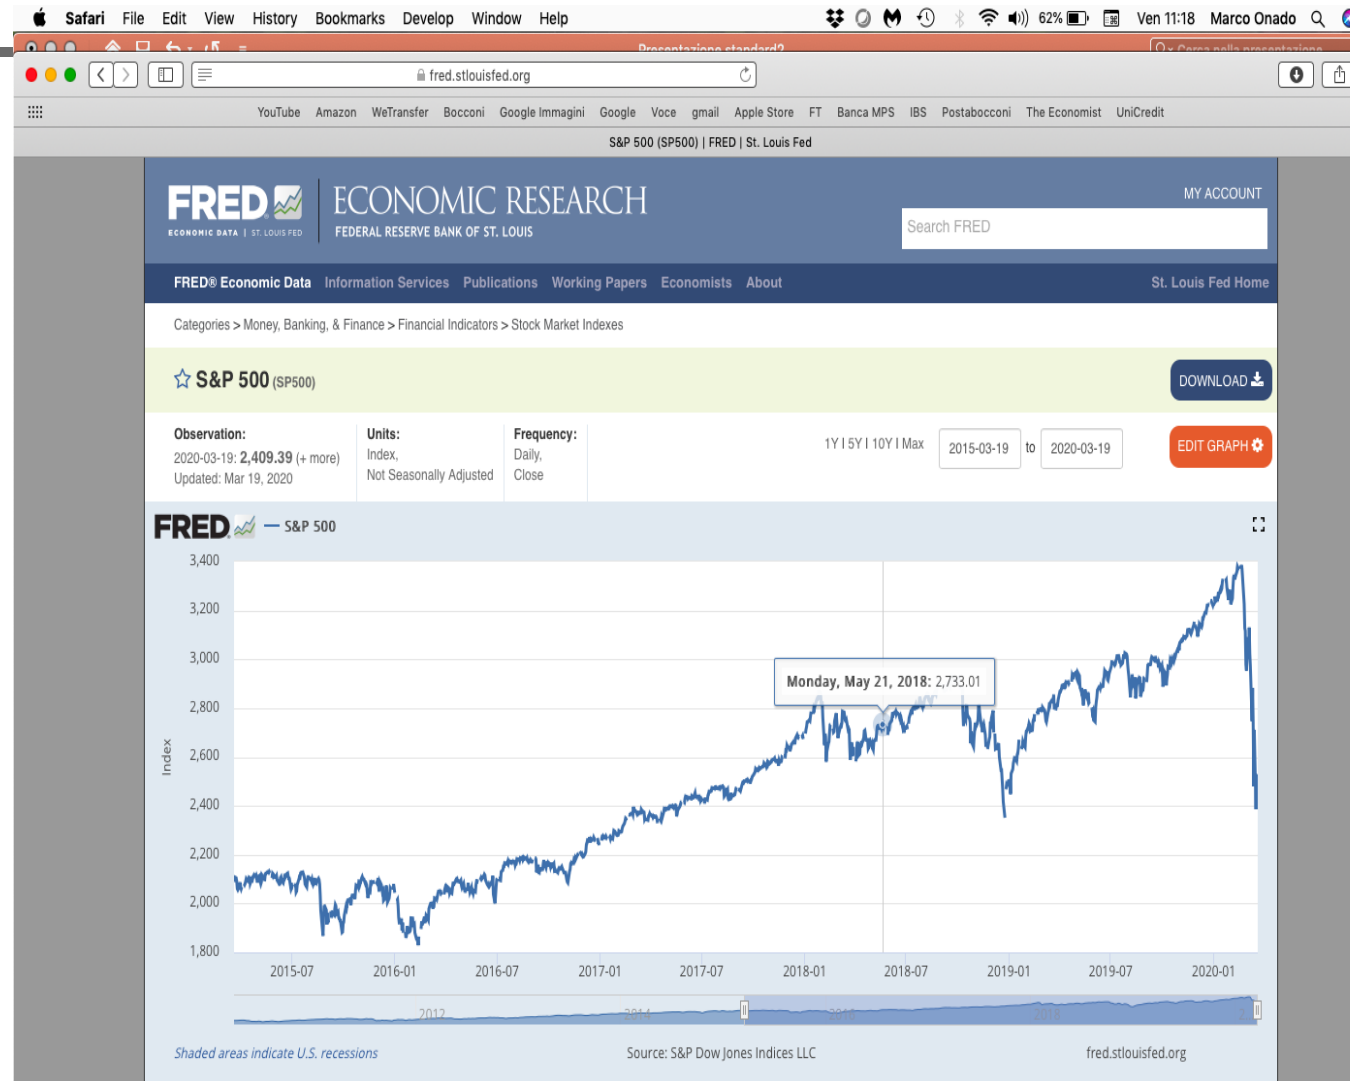 Safari File Edit View History Bookmarks Develop Window Help 62% Ven 11:18 Marco Onado
Presentazione standard2 Cerca nella presentazione
fred.stlouisfed.org
YouTube Amazon WeTransfer Bocconi Google Immagini Google Voce gmail Apple Store FT Banca MPS IBS Postabocconi The Economist UniCredit
S&P 500 (SP500) | FRED | St. Louis Fed
FRED ECONOMIC RESEARCH
ECONOMIC DATA | ST. LOUIS FED FEDERAL RESERVE BANK OF ST. LOUIS
MY ACCOUNT
Search FRED
FRED® Economic Data Information Services Publications Working Papers Economists About St. Louis Fed Home
Categories > Money, Banking, & Finance > Financial Indicators > Stock Market Indexes
S&P 500 (SP500) DOWNLOAD
Observation: Units: Frequency:
2020-03-19: 2,409.39 (+ more) Index, Daily,
Updated: Mar 19, 2020 Not Seasonally Adjusted Close
1Y | 5Y | 10Y | Max 2015-03-19 to 2020-03-19 EDIT GRAPH
FRED S&P 500
3,400
3,200
3,000
2,800
2,600
2,400
2,200
2,000
1,800
Index
Monday, May 21, 2018: 2,733.01
2015-07 2016-01 2016-07 2017-01 2017-07 2018-01 2018-07 2019-01 2019-07 2020-01
2012 2014 2016 2018
Shaded areas indicate U.S. recessions Source: S&P Dow Jones Indices LLC fred.stlouisfed.org